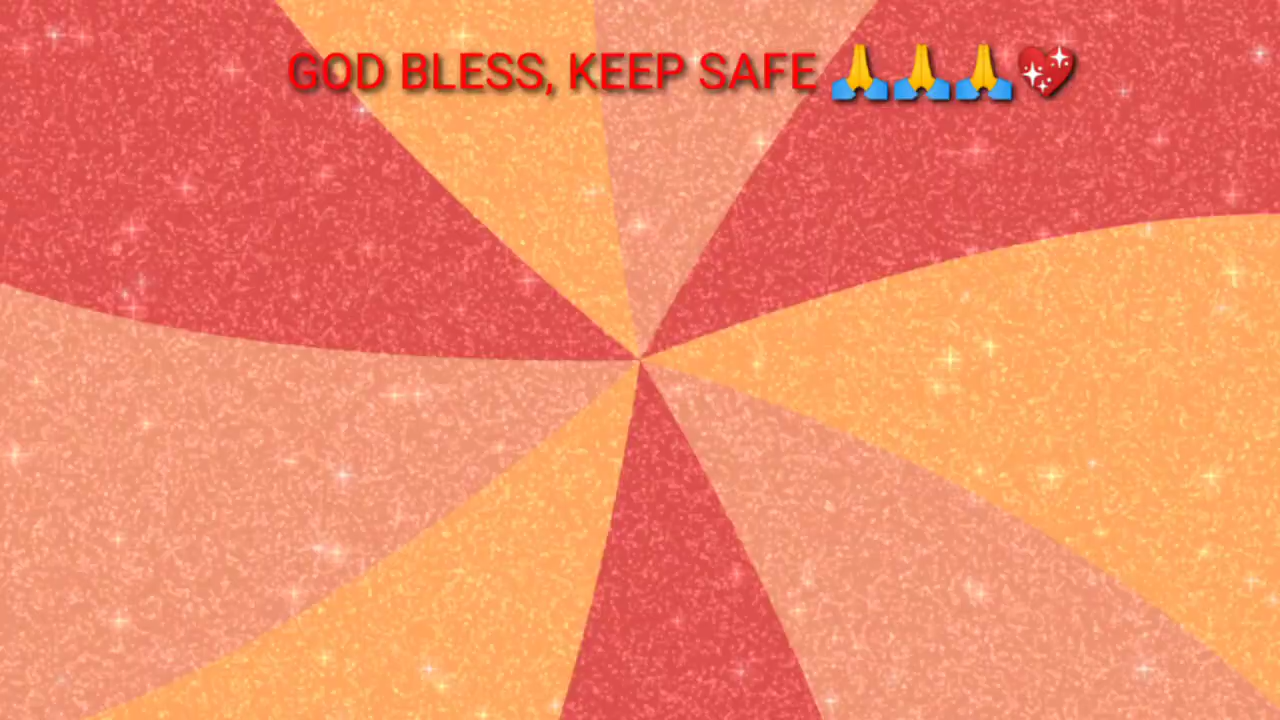 GOD BLESS, KEEP SAFE 🙏🙏🙏💖